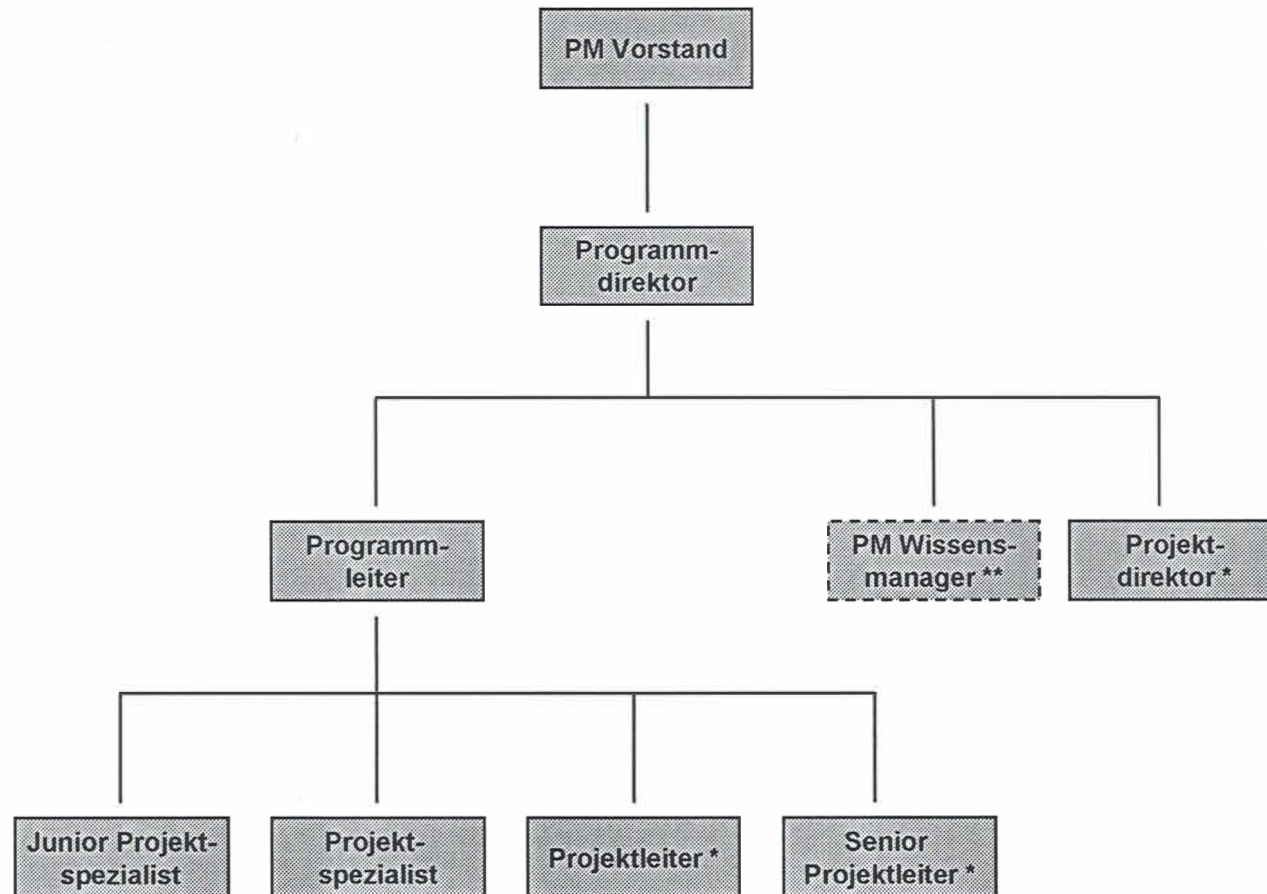 PM Vorstand
Programm-
direktor
Programm-
leiter
PM Wissens-
manager **
Projekt-
direktor *
Junior Projekt-
spezialist
Projekt-
spezialist
Projektleiter *
Senior
Projektleiter *